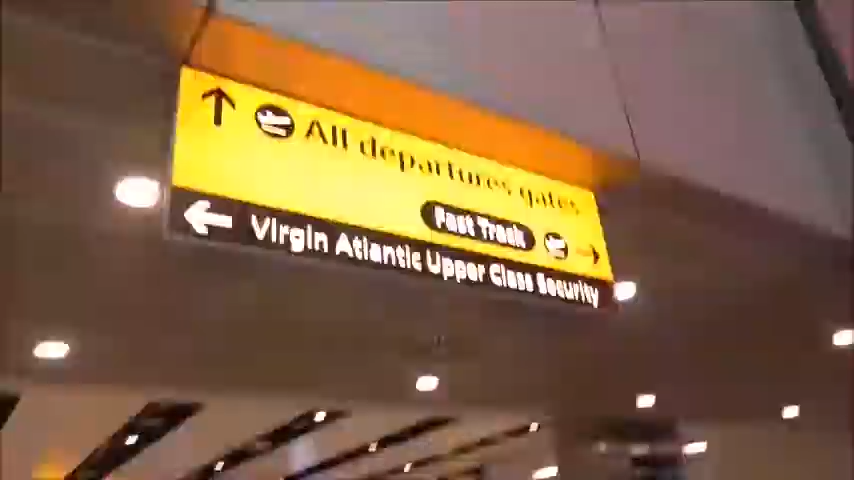 All departures gates
Fast Track
Virgin Atlantic Upper Class Security